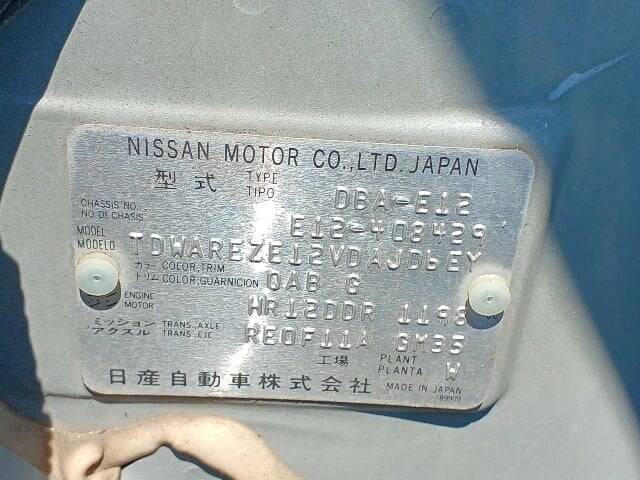 NISSAN MOTOR CO.,LTD. JAPAN
型式 TYPE TIPO DBA-E12
CHASSIS NO. NO DE CHASIS E12-408429
MODEL MODELO TDWAREZE12VDAJD6EY
カラー トリム COLOR,TRIM COLOR,GUARNICION QAB G
ジン ENGINE MOTOR HR12DDR 1198
ミッション アクスル TRANS.AXLE TRANS.EJE RE0F11A GM35
工場 PLANT PLANTA W
日産自動車株式会社 MADE IN JAPAN
89909